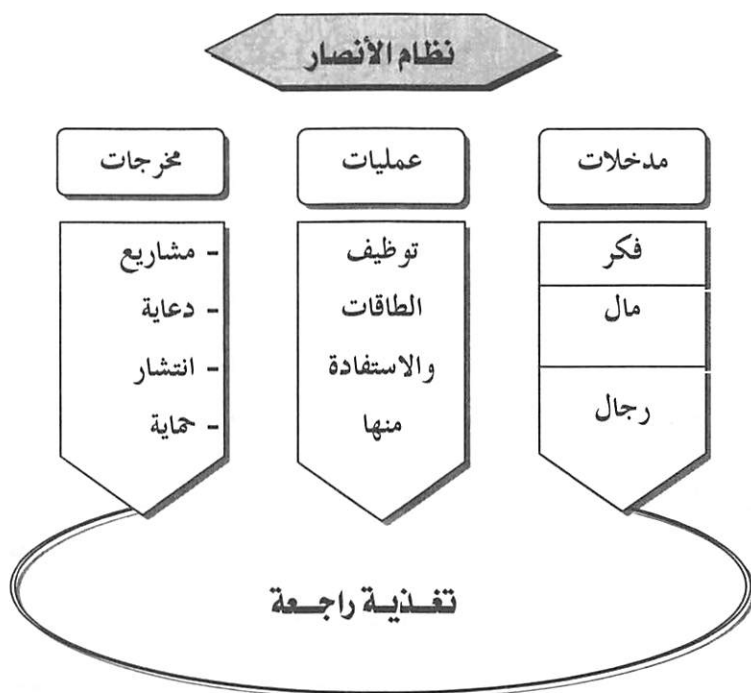 نظام الأنصار
مدخلات
فكر
مال
رجال
عمليات
توظيف
الطاقات
والاستفادة
منها
مخرجات
- مشاريع
- دعاية
- انتشار
- حماية
تغذية راجعة